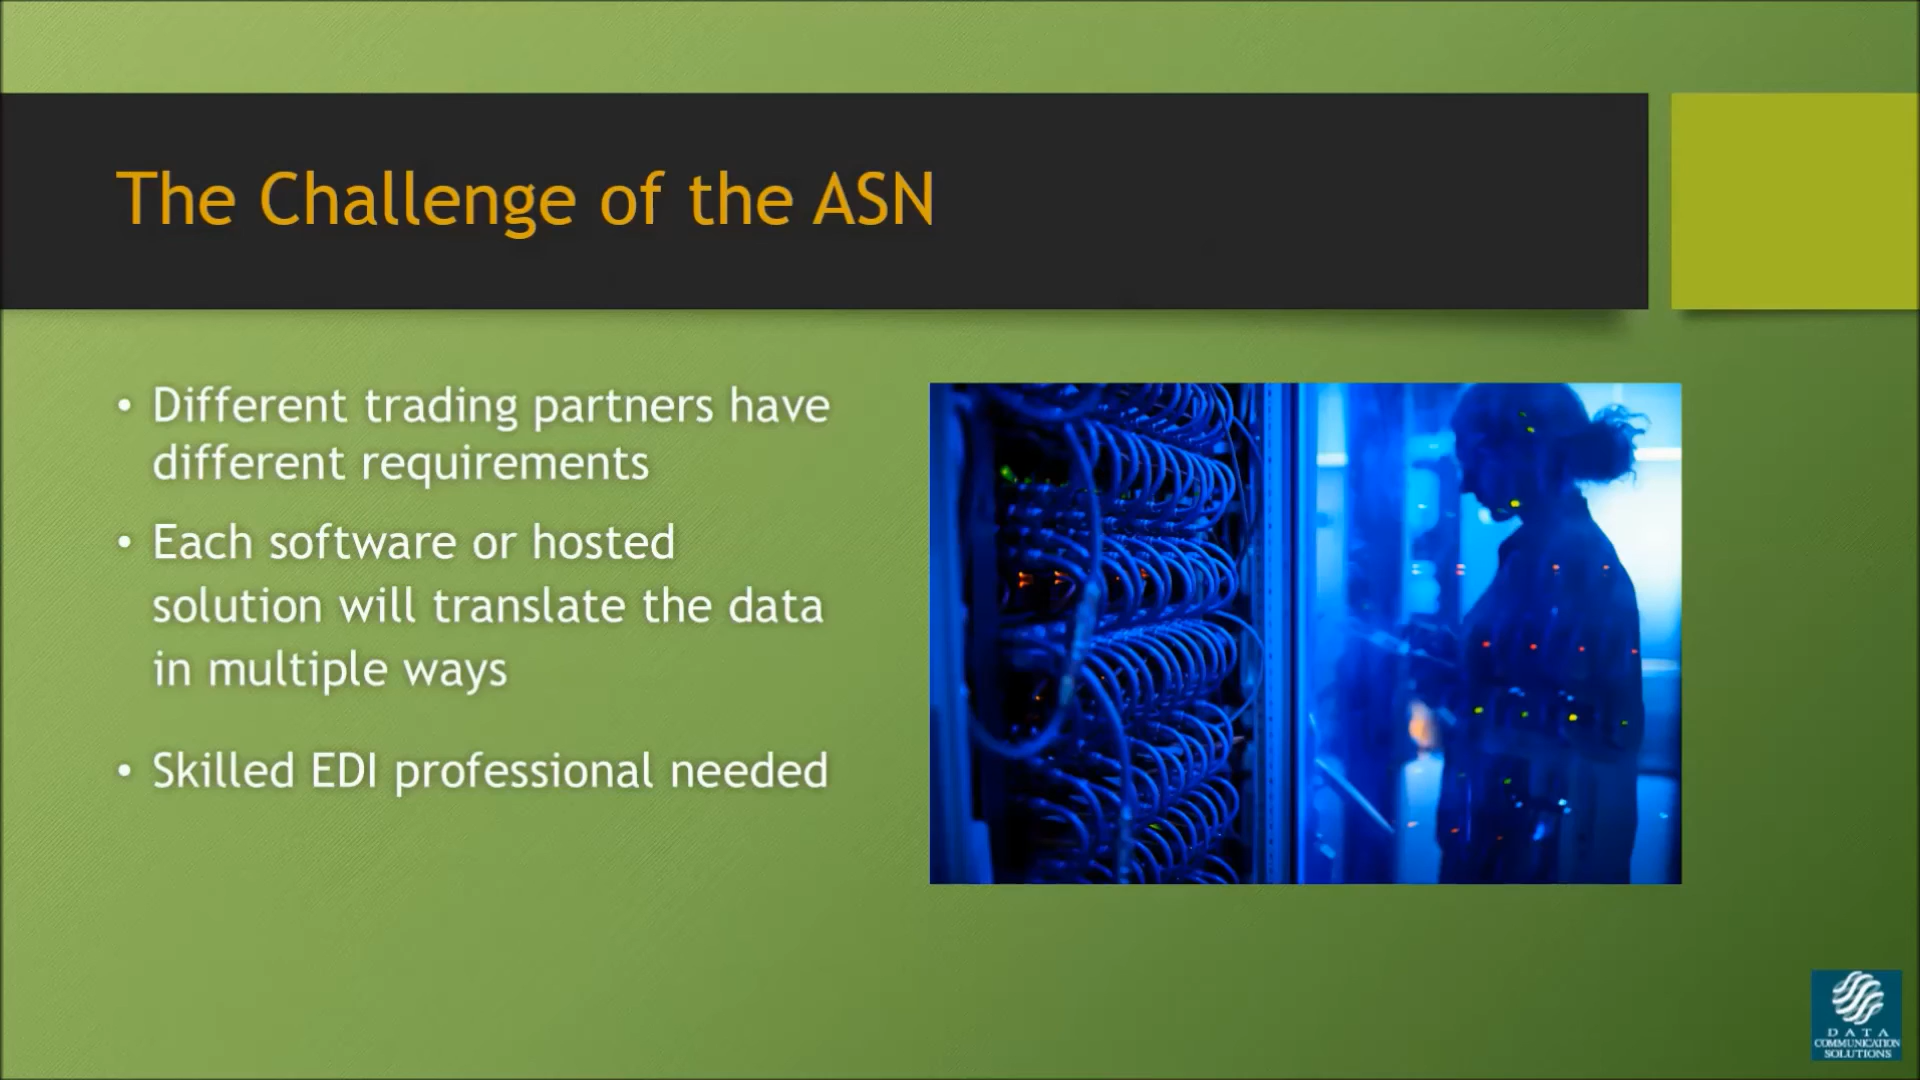 The Challenge of the ASN
• Different trading partners have
different requirements
• Each software or hosted
solution will translate the data
in multiple ways
• Skilled EDI professional needed
DATA
COMMUNICATION
SOLUTIONS